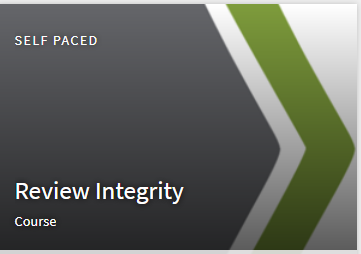 SELF PACED
Review Integrity
Course